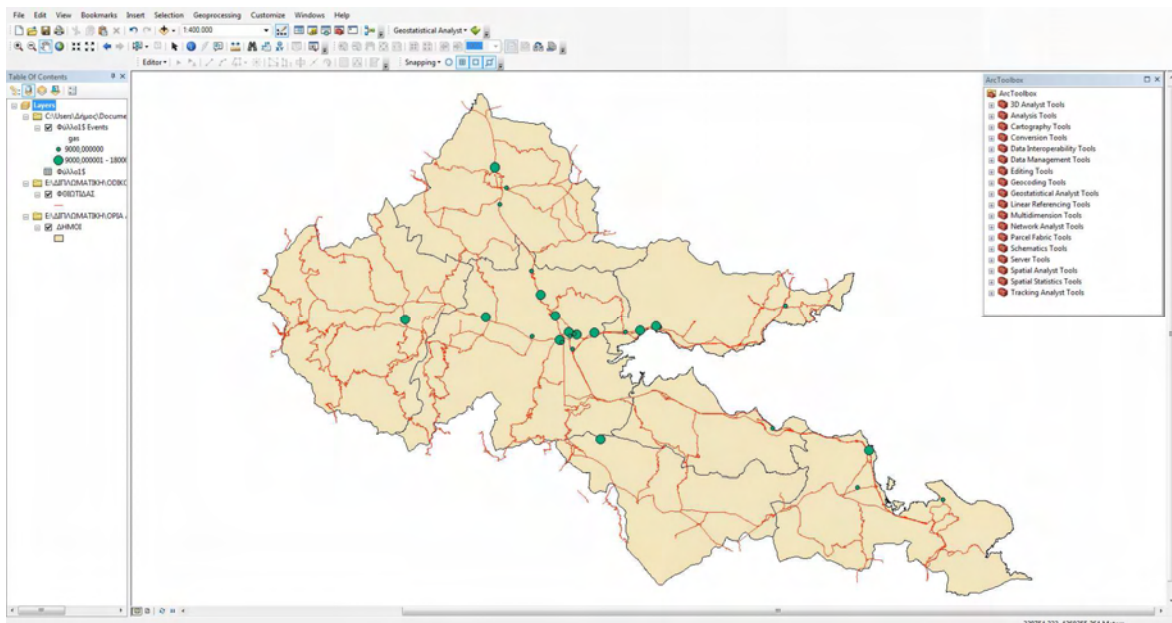 File Edit View Bookmarks Insert Selection Geoprocessing Customize Windows Help
1:400.000 Geostatistical Analyst
Editor Snapping
Table Of Contents
Layers
C:\Users\Δήμος\Docume
Φύλλο1$ Events
gas
9000,000000
9000,000001 - 1800
Φύλλο1$
E:\ΔΙΠΛΩΜΑΤΙΚΗ\ΟΔΙΚΟ
ΦΘΙΩΤΙΔΑΣ
E:\ΔΙΠΛΩΜΑΤΙΚΗ\ΟΡΙΑ
ΔΗΜΟΙ
ArcToolbox
ArcToolbox
3D Analyst Tools
Analysis Tools
Cartography Tools
Conversion Tools
Data Interoperability Tools
Data Management Tools
Editing Tools
Geocoding Tools
Geostatistical Analyst Tools
Linear Referencing Tools
Multidimension Tools
Network Analyst Tools
Parcel Fabric Tools
Schematics Tools
Server Tools
Spatial Analyst Tools
Spatial Statistics Tools
Tracking Analyst Tools